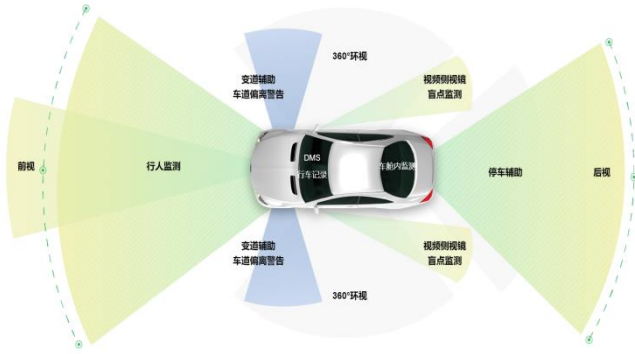 360°环视
变道辅助
车道偏离警告
视频侧视镜
盲点监测
前视
行人监测
DMS
行车记录
车舱内监测
停车辅助
后视
变道辅助
车道偏离警告
视频侧视镜
盲点监测
360°环视